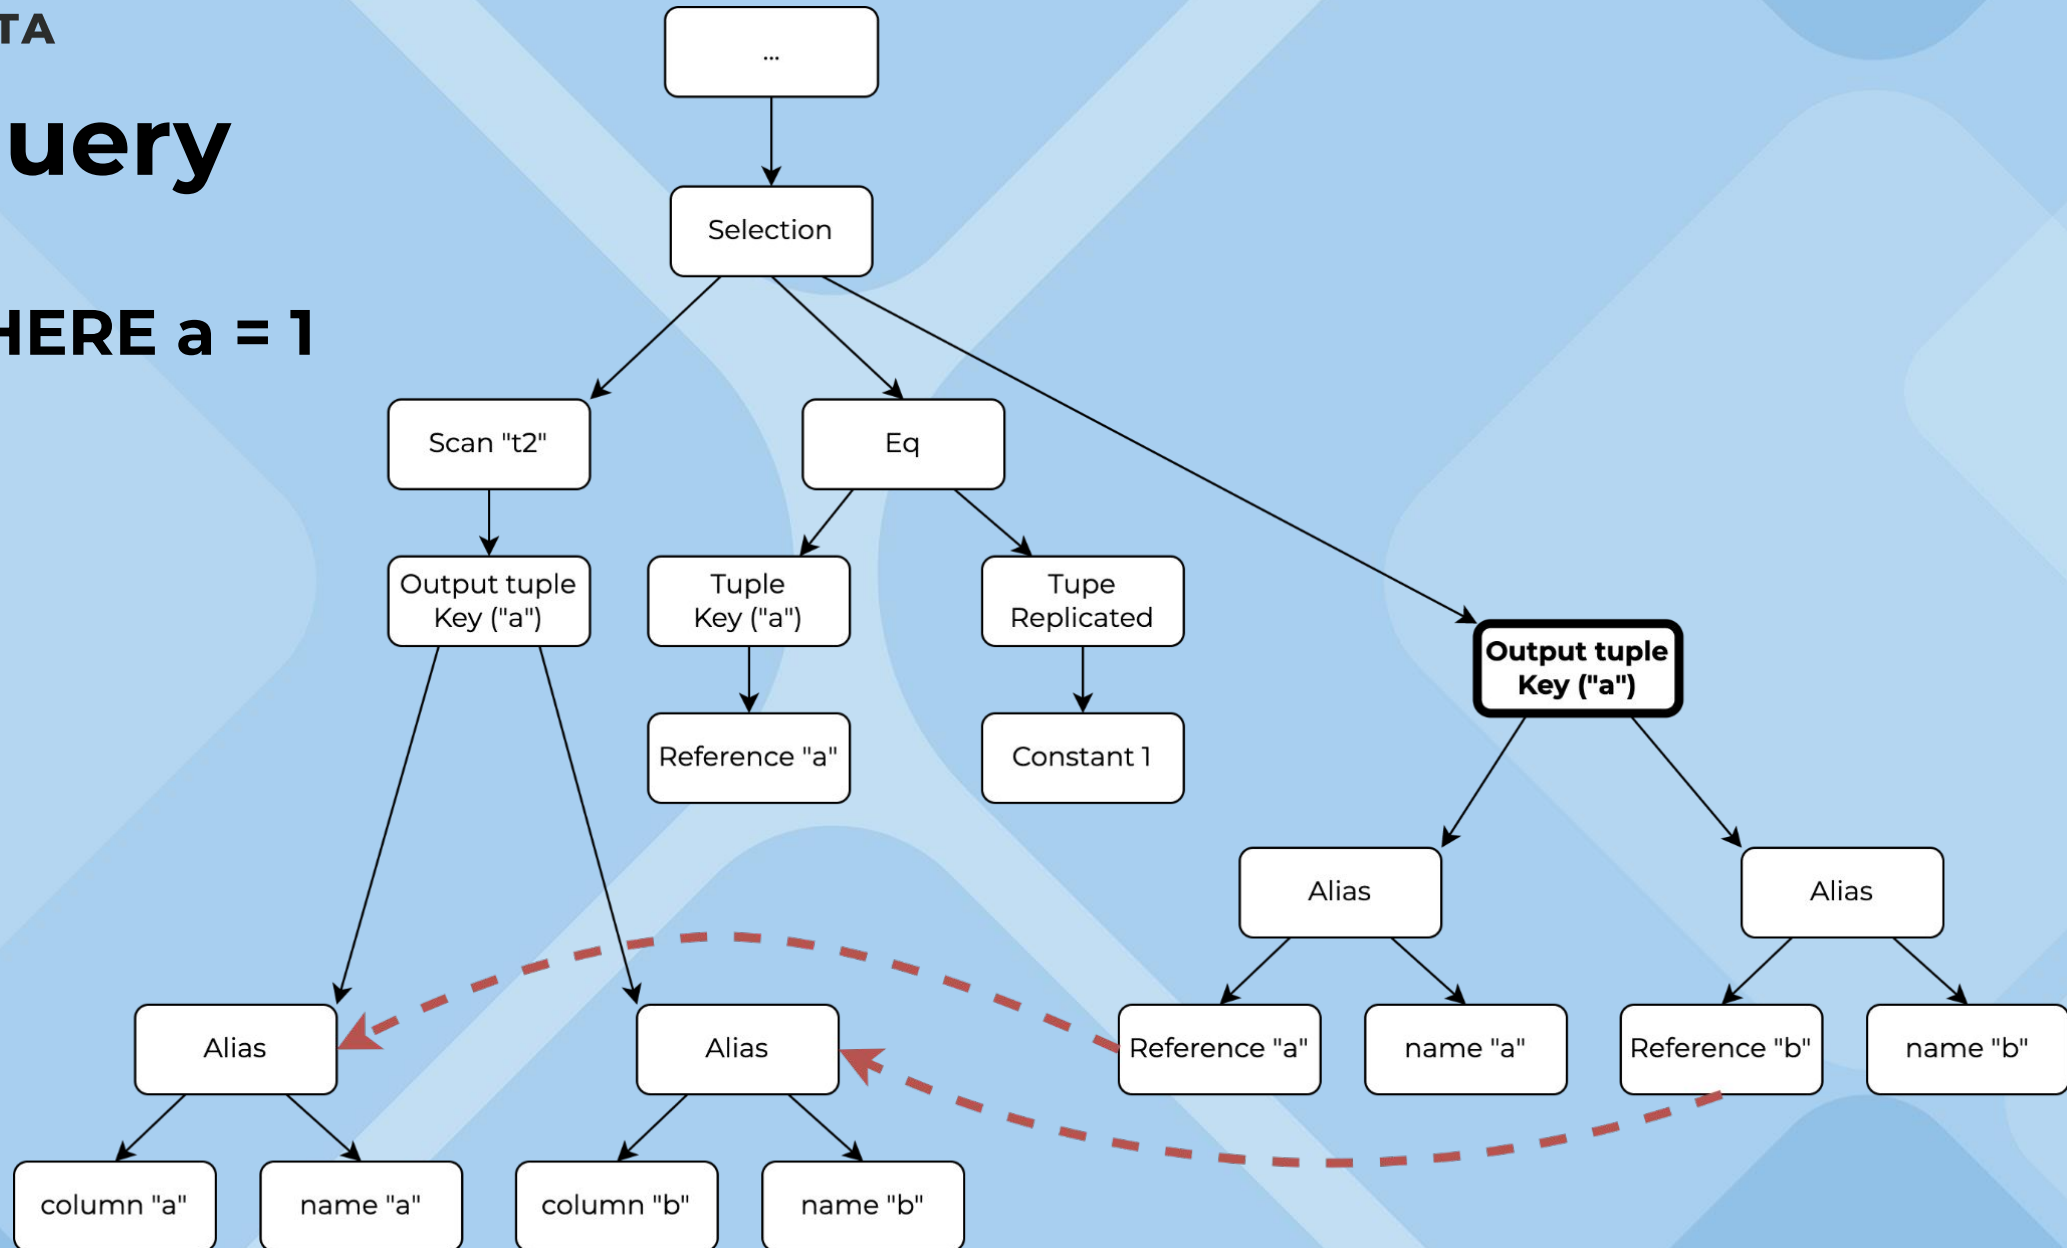 TA
uery
HERE a = 1
...
Selection
Scan "t2"
Eq
Output tuple
Key ("a")
Tuple
Key ("a")
Tupe
Replicated
Output tuple
Key ("a")
Reference "a"
Constant 1
Alias
Alias
Alias
Alias
Reference "a"
name "a"
Reference "b"
name "b"
column "a"
name "a"
column "b"
name "b"